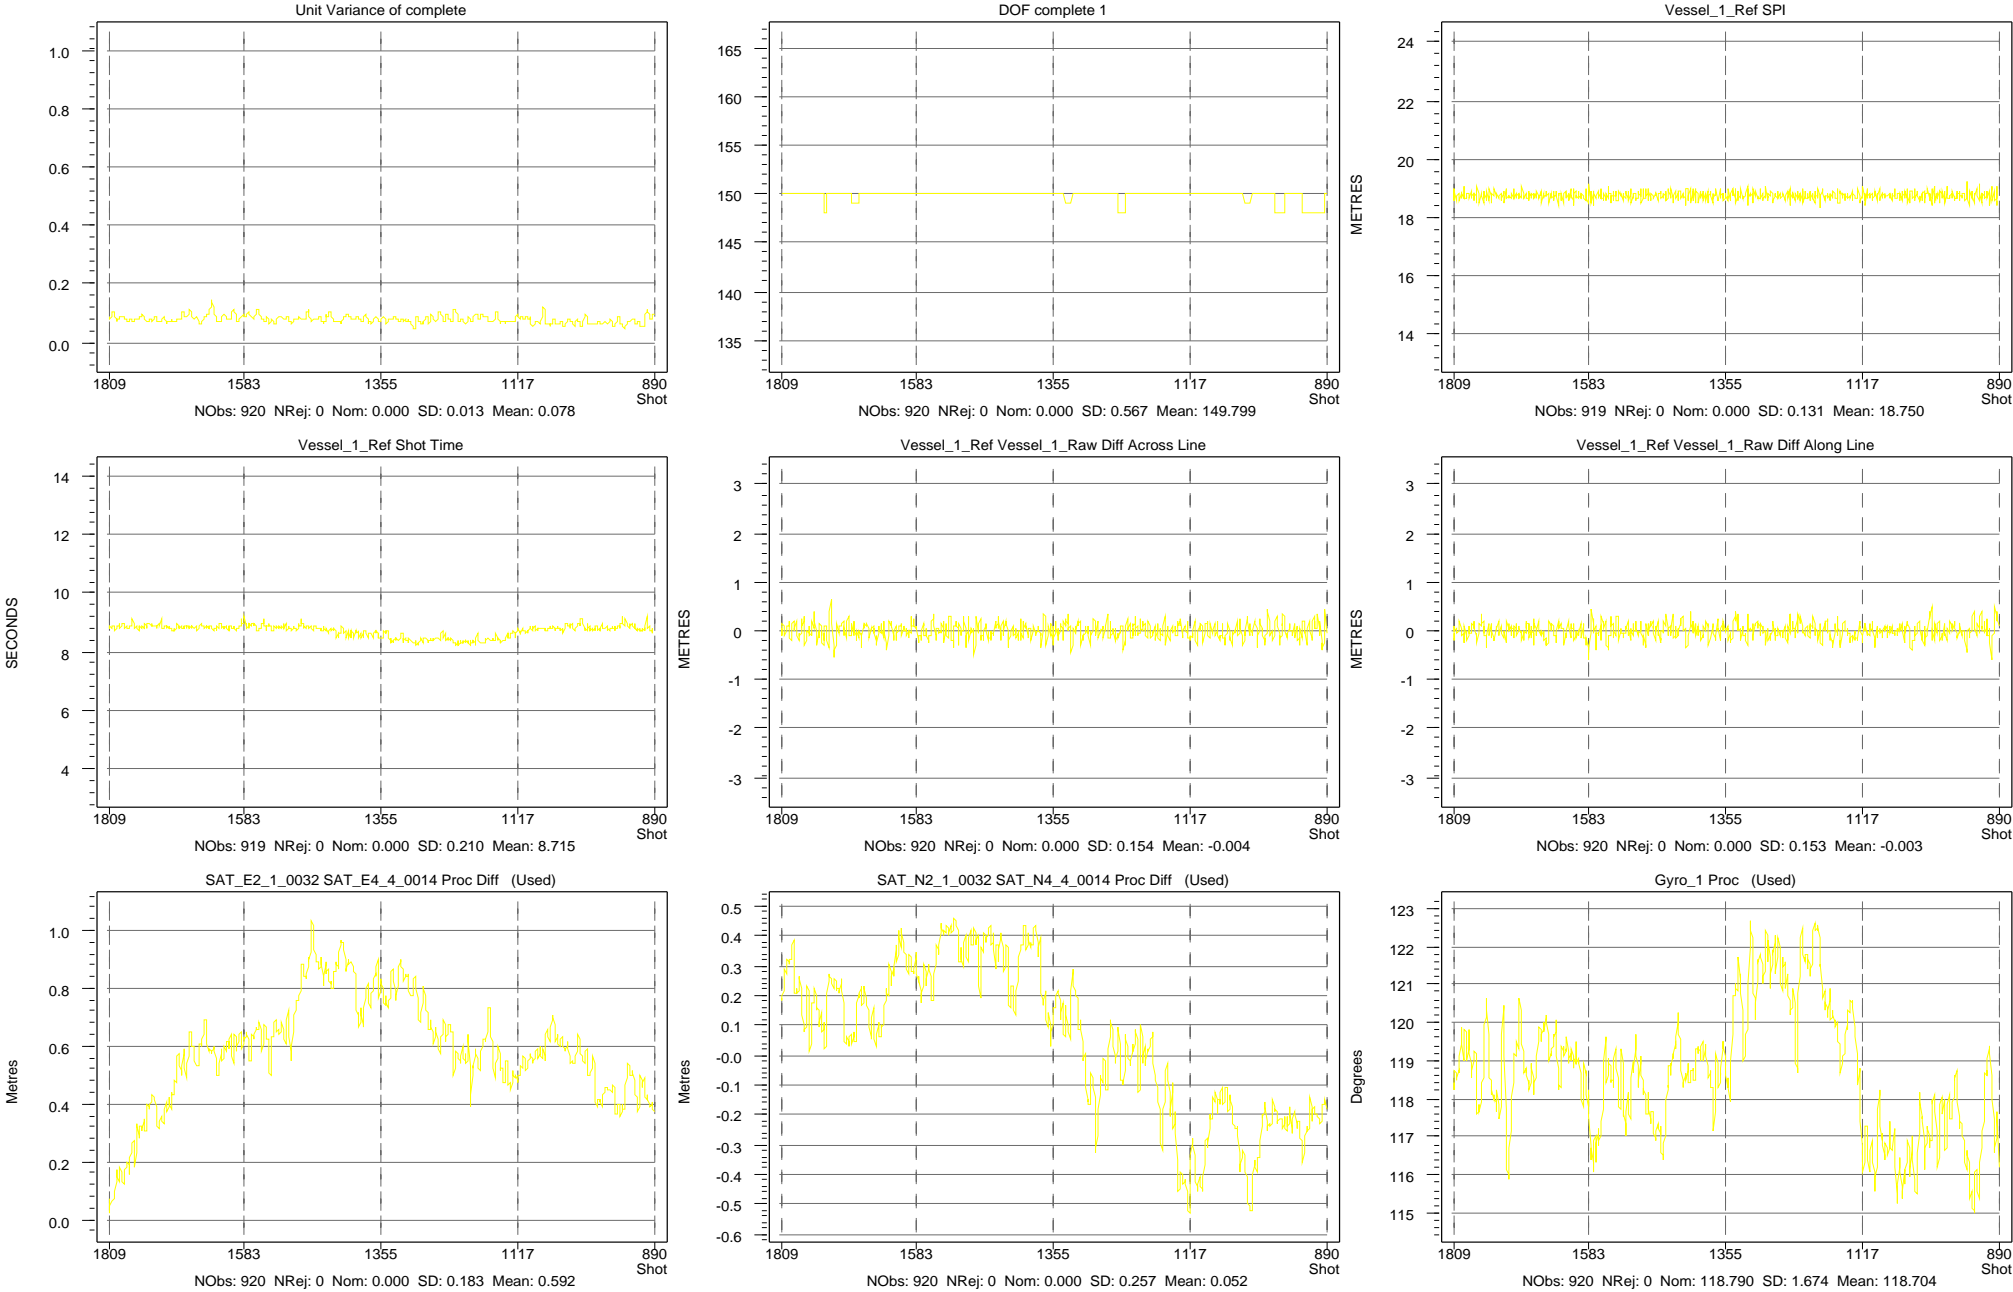 Unit Variance of complete
1.0
0.8
0.6
0.4
0.2
0.0
1809 1583 1355 1117 890
Shot
NObs: 920 NRej: 0 Nom: 0.000 SD: 0.013 Mean: 0.078
DOF complete 1
165
160
155
150
145
140
135
1809 1583 1355 1117 890
Shot
NObs: 920 NRej: 0 Nom: 0.000 SD: 0.567 Mean: 149.799
Vessel_1_Ref SPI
METRES
24
22
20
18
16
14
1809 1583 1355 1117 890
Shot
NObs: 919 NRej: 0 Nom: 0.000 SD: 0.131 Mean: 18.750
Vessel_1_Ref Shot Time
SECONDS
14
12
10
8
6
4
1809 1583 1355 1117 890
Shot
NObs: 919 NRej: 0 Nom: 0.000 SD: 0.210 Mean: 8.715
Vessel_1_Ref Vessel_1_Raw Diff Across Line
METRES
3
2
1
0
-1
-2
-3
1809 1583 1355 1117 890
Shot
NObs: 920 NRej: 0 Nom: 0.000 SD: 0.154 Mean: -0.004
Vessel_1_Ref Vessel_1_Raw Diff Along Line
METRES
3
2
1
0
-1
-2
-3
1809 1583 1355 1117 890
Shot
NObs: 920 NRej: 0 Nom: 0.000 SD: 0.153 Mean: -0.003
SAT_E2_1_0032 SAT_E4_4_0014 Proc Diff (Used)
Metres
1.0
0.8
0.6
0.4
0.2
0.0
1809 1583 1355 1117 890
Shot
NObs: 920 NRej: 0 Nom: 0.000 SD: 0.183 Mean: 0.592
SAT_N2_1_0032 SAT_N4_4_0014 Proc Diff (Used)
Metres
0.5
0.4
0.3
0.2
0.1
-0.0
-0.1
-0.2
-0.3
-0.4
-0.5
-0.6
1809 1583 1355 1117 890
Shot
NObs: 920 NRej: 0 Nom: 0.000 SD: 0.257 Mean: 0.052
Gyro_1 Proc (Used)
Degrees
123
122
121
120
119
118
117
116
115
1809 1583 1355 1117 890
Shot
NObs: 920 NRej: 0 Nom: 118.790 SD: 1.674 Mean: 118.704